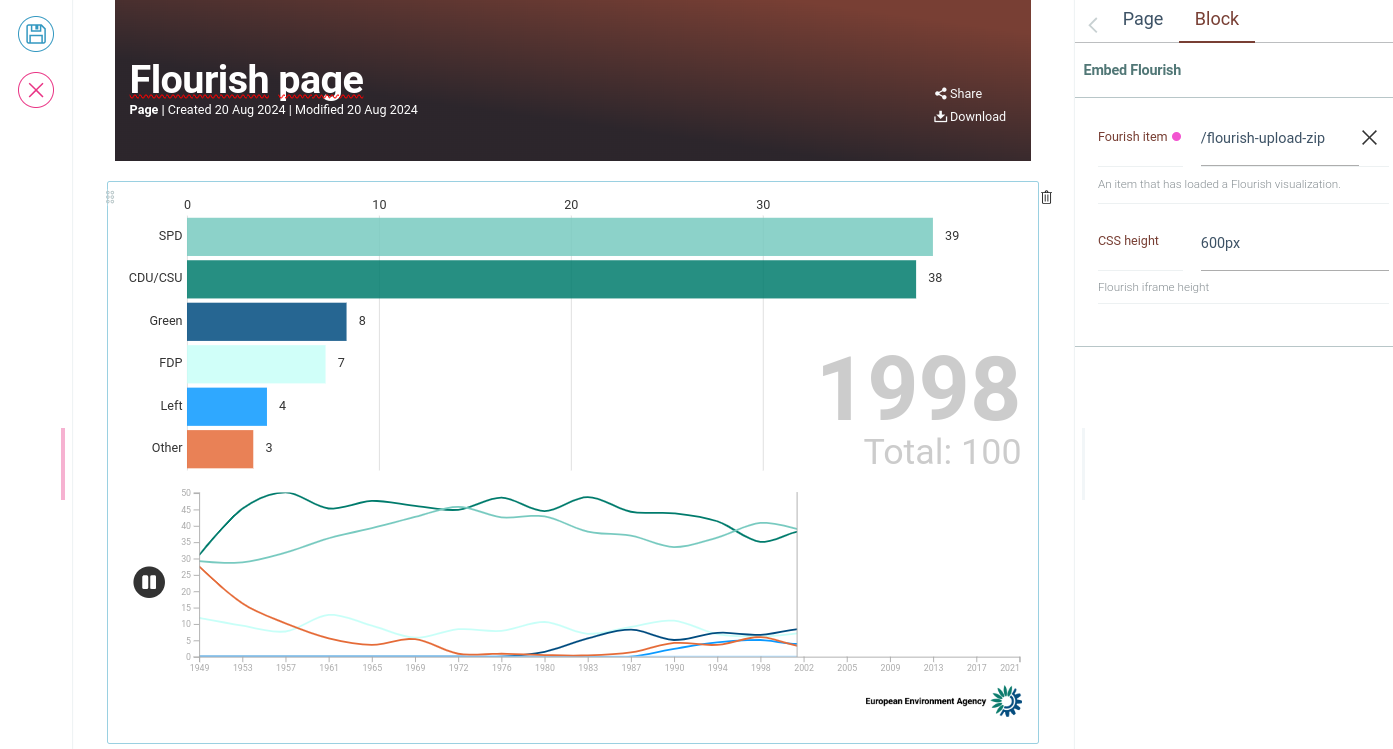 Page Block
Embed Flourish
Flourish page
Page | Created 20 Aug 2024 | Modified 20 Aug 2024
Share
Download
Fourish item /flourish-upload-zip
An item that has loaded a Flourish visualization.
CSS height 600px
Flourish iframe height
0 10 20 30
SPD 39
CDU/CSU 38
Green 8
FDP 7
Left 4
Other 3
1998
Total: 100
50
45
40
35
30
25
20
15
10
5
0
1949 1953 1957 1961 1965 1969 1972 1976 1980 1983 1987 1990 1994 1998 2002 2005 2009 2013 2017 2021
European Environment Agency